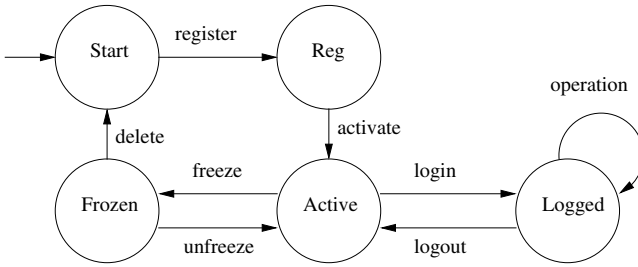 Start
register
Reg
operation
delete
activate
freeze
login
Frozen
Active
Logged
unfreeze
logout